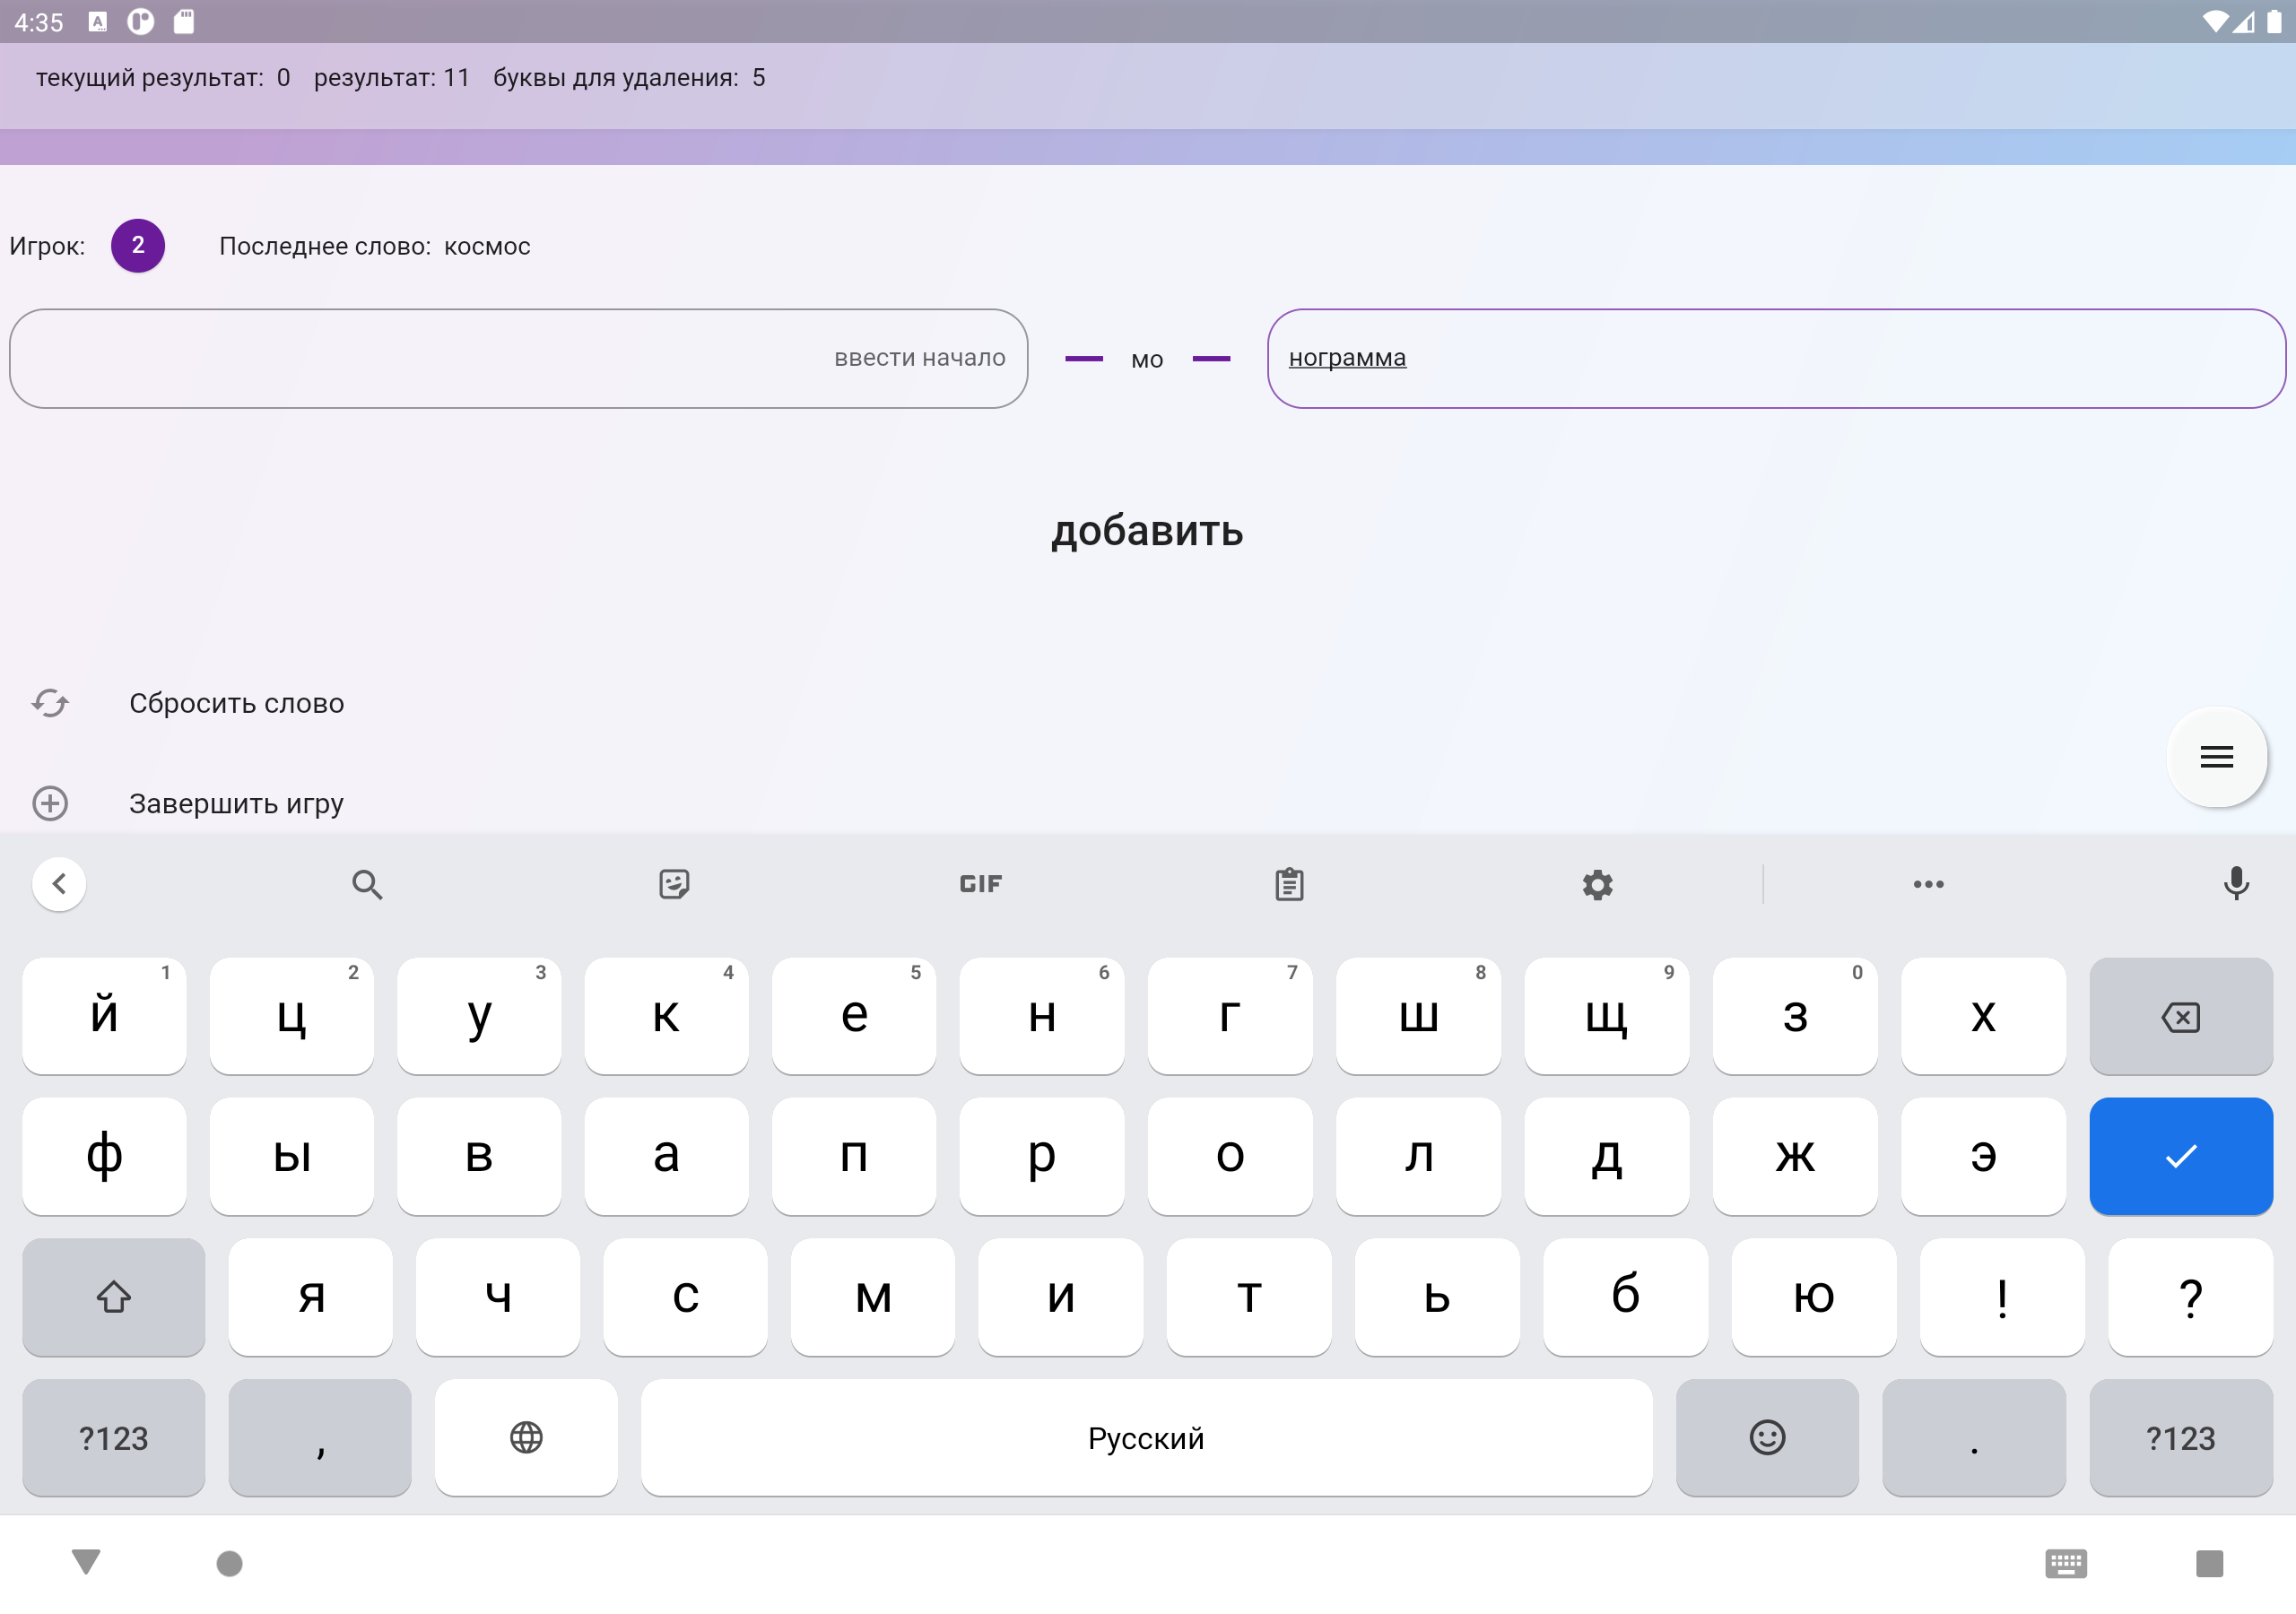 4:35
текущий результат: 0 результат: 11 буквы для удаления: 5
Игрок: 2 Последнее слово: космос
ввести начало мо нограмма
добавить
Сбросить слово
Завершить игру
GIF
й 1 ц 2 у 3 к 4 е 5 н 6 г 7 ш 8 щ 9 з 0 х
ф ы в а п р о л д ж э
я ч с м и т ь б ю ! ?
?123 , Русский . ?123